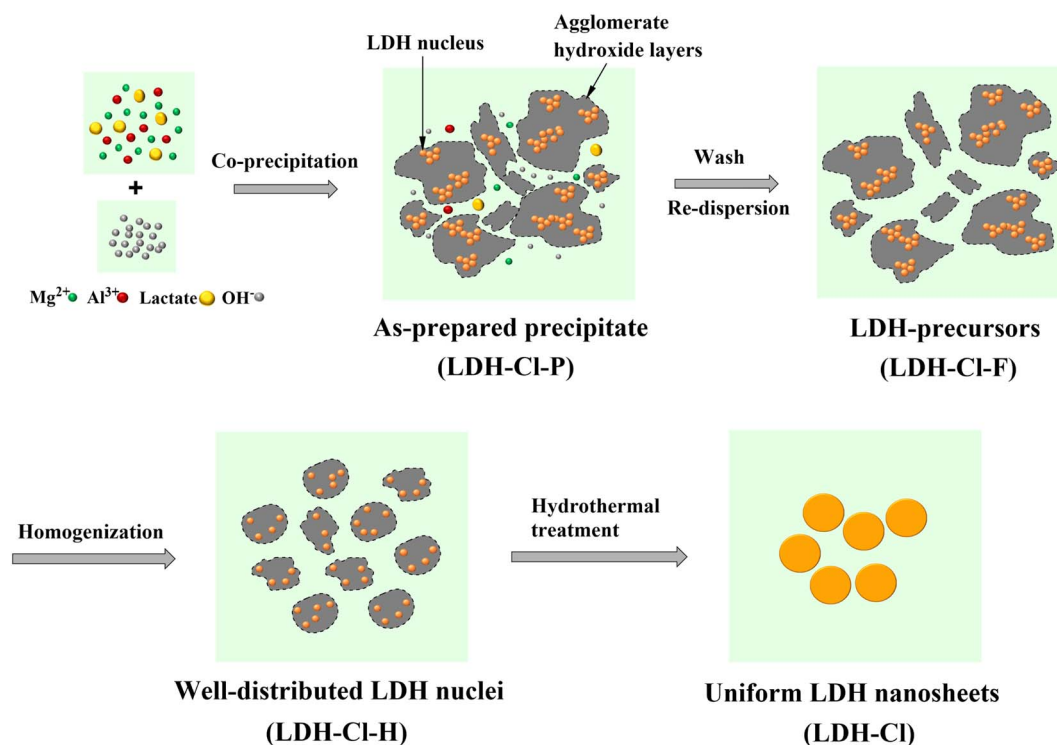 LDH nucleus
Agglomerate
hydroxide layers
+
Co-precipitation
Wash
Re-dispersion
Mg²⁺ Al³⁺ Lactate OH⁻
As-prepared precipitate
(LDH-Cl-P)
LDH-precursors
(LDH-Cl-F)
Homogenization
Hydrothermal
treatment
Well-distributed LDH nuclei
(LDH-Cl-H)
Uniform LDH nanosheets
(LDH-Cl)